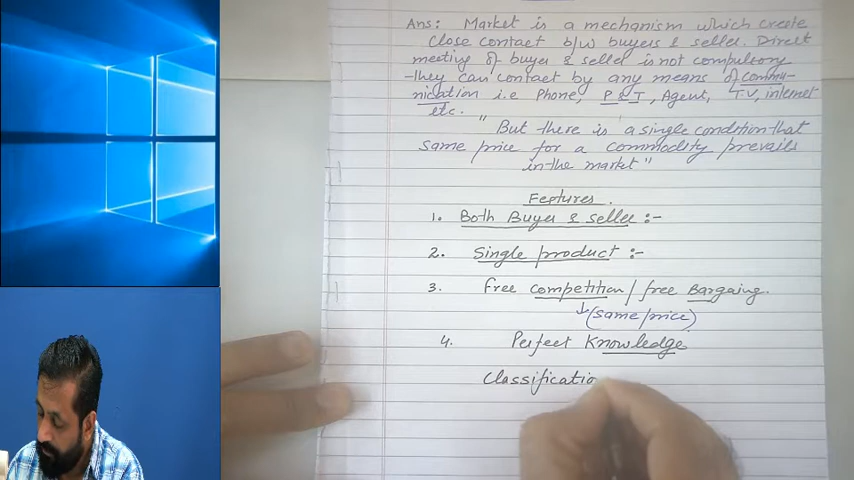 Ans: Market is a mechanism which create
close contact b/w buyers & seller. Direct
meeting of buyer & seller is not compulsory
they can contact by any means of commu-
nication i.e Phone, P & T, Agent, T.V, internet
etc.
" But there is a single condition that
same price for a commodity prevails
in the market "
Features.
1. Both Buyer & seller :-
2. Single product :-
3. Free competition / free Bargaing.
↓ (same price)
4. Perfect Knowledge
Classificatio